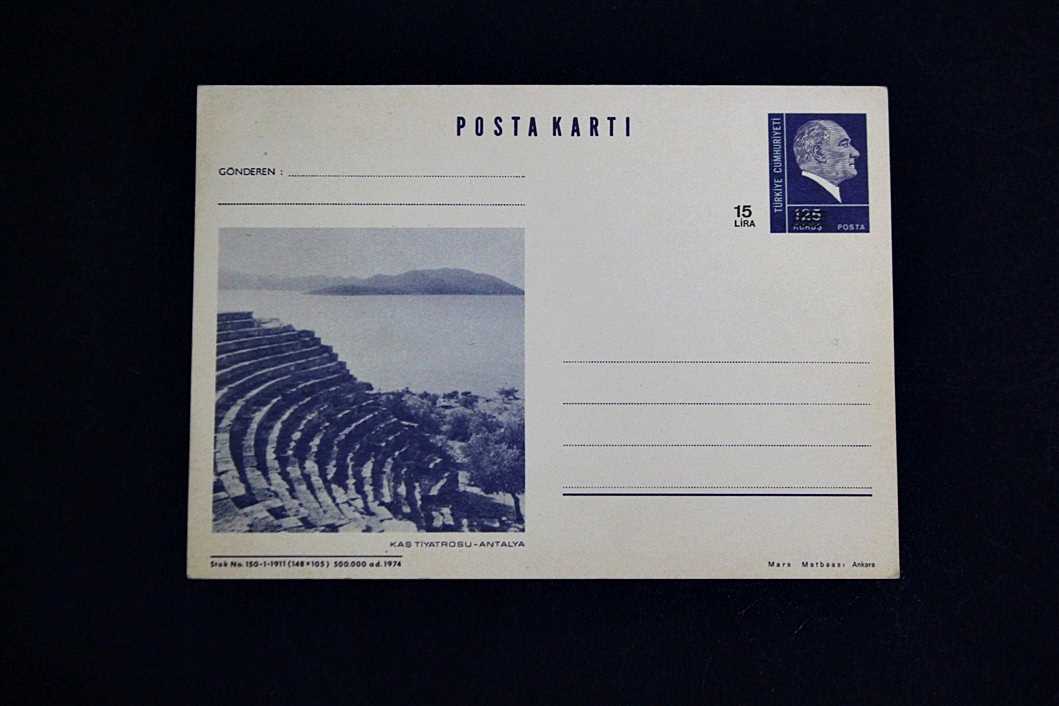 POSTA KARTI
GÖNDEREN :
TÜRKİYE CUMHURİYETİ
15
LİRA
125
KURUŞ
POSTA
KAŞ TİYATROSU-ANTALYA
Stok No. 150-1-1911 (148×105) 500.000 ad. 1974
Mars Matbaası Ankara